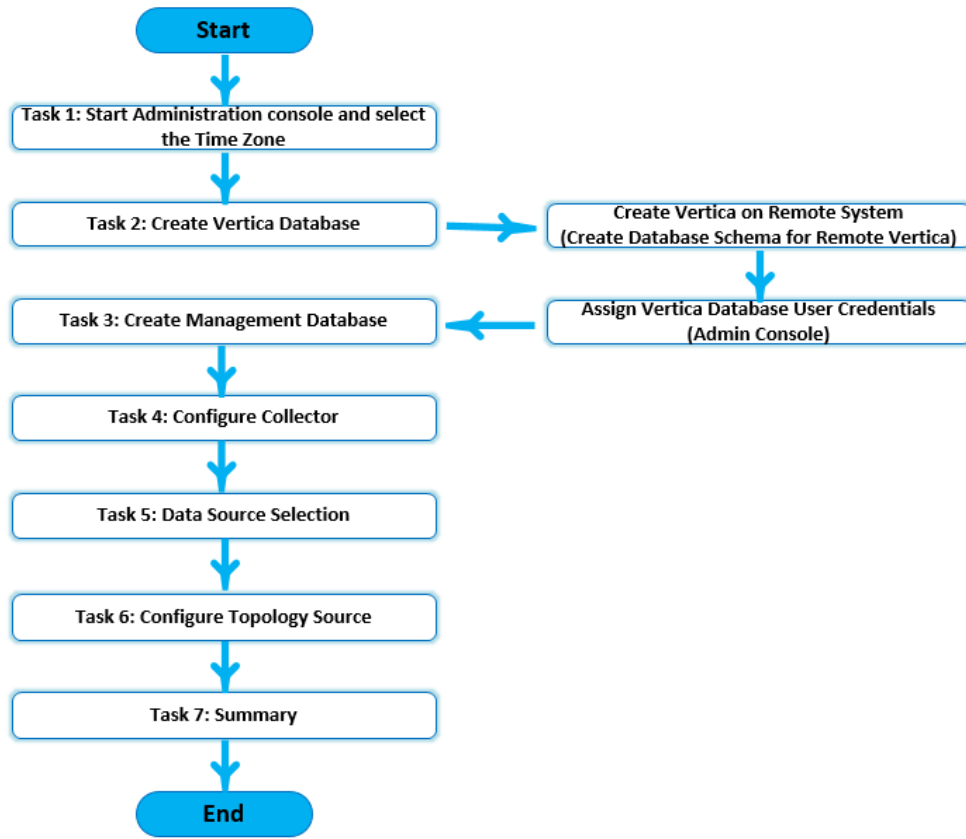 Start
Task 1: Start Administration console and select
the Time Zone
Task 2: Create Vertica Database
Create Vertica on Remote System
(Create Database Schema for Remote Vertica)
Assign Vertica Database User Credentials
(Admin Console)
Task 3: Create Management Database
Task 4: Configure Collector
Task 5: Data Source Selection
Task 6: Configure Topology Source
Task 7: Summary
End